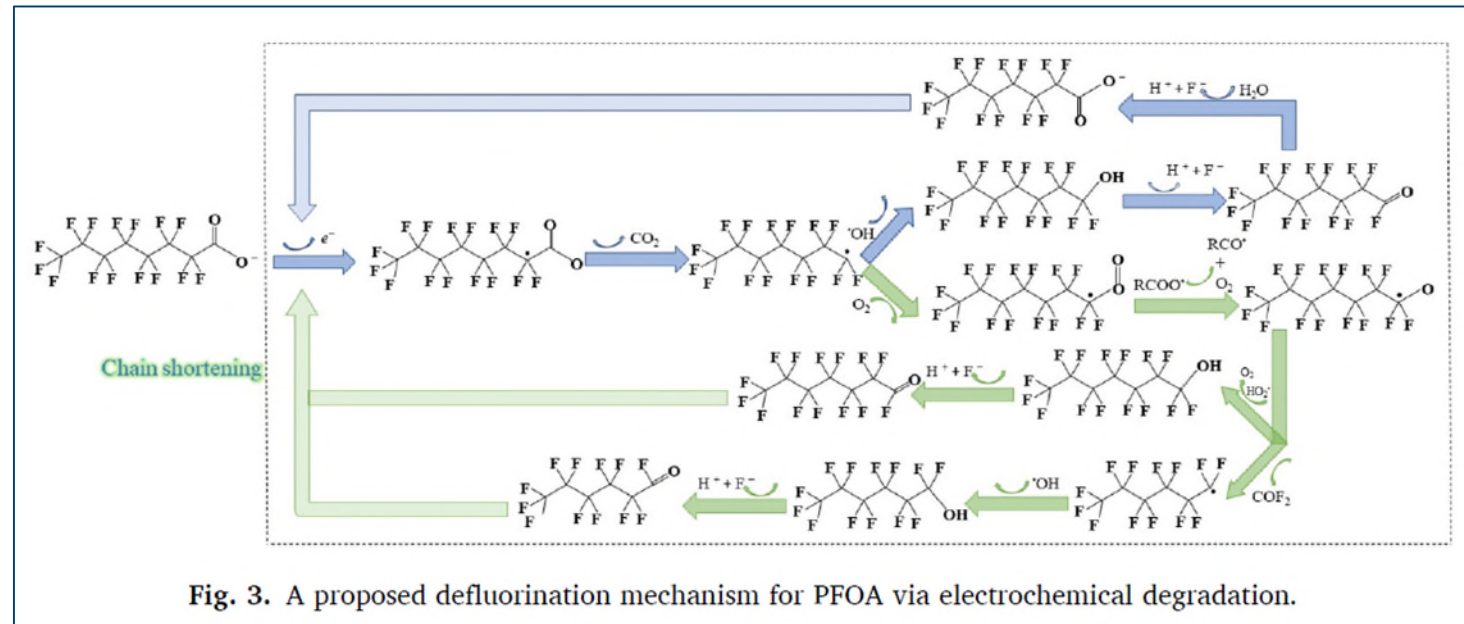 F F F F F F
F O⁻
F
F F F F F O
H⁺ + F⁻ H₂O
F F F F F F O
F
F O⁻
F F F F F F F
e⁻
F F F F F F O
F
F O
F F F F F F F
CO₂
F F F F F F
F
F
F F F F F F
•OH
O₂
F F F F F F OH
F
F
F F F F F F
H⁺ + F⁻
F F F F F F
F O
F
F F F F F F
F F F F F F O
F O
F
F F F F F F
RCO•
+
RCOO• O₂
F F F F F F
F O
F
F F F F F F
Chain shortening
F F F F F F
F O
F
F F F F F F
H⁺ + F⁻
F F F F F F OH
F
F
F F F F F F
O₂
HO₂•
F F F F F
F O
F
F F F F F
H⁺ + F⁻
F F F F F F
F
F
F F F F F OH
•OH
F F F F F F
F
F
F F F F F
COF₂
Fig. 3. A proposed defluorination mechanism for PFOA via electrochemical degradation.